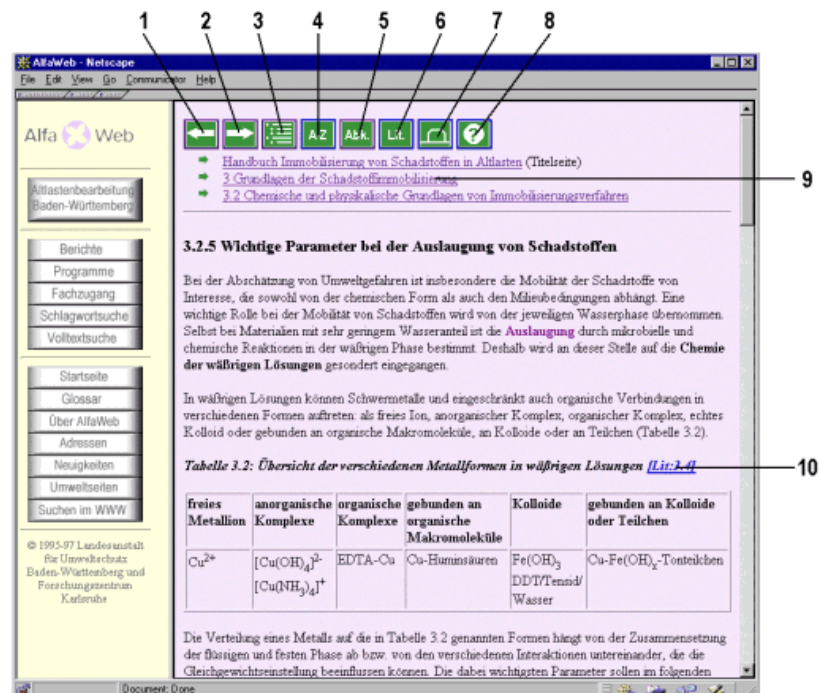 1 2 3 4 5 6 7 8
AlfaWeb - Netscape
File Edit View Go Communicator Help
Alfa Web
A-Z Abk. Lit. ?
Handbuch Immobilisierung von Schadstoffen in Altlasten (Titelseite)
3 Grundlagen der Schadstoffimmobilisierung
9
3.2 Chemische und physikalische Grundlagen von Immobilisierungsverfahren
Altlastenbearbeitung
Baden-Württemberg
Berichte
Programme
Fachzugang
Schlagwortsuche
Volltextsuche
Startseite
Glossar
Über AlfaWeb
Adressen
Neuigkeiten
Umweltseiten
Suchen im WWW
© 1995-97 Landesanstalt
für Umweltschutz
Baden-Württemberg und
Forschungszentrum
Karlsruhe
3.2.5 Wichtige Parameter bei der Auslaugung von Schadstoffen
Bei der Abschätzung von Umweltgefahren ist insbesondere die Mobilität der Schadstoffe von
Interesse, die sowohl von der chemischen Form als auch den Milieubedingungen abhängt. Eine
wichtige Rolle bei der Mobilität von Schadstoffen wird von der jeweiligen Wasserphase übernommen.
Selbst bei Materialien mit sehr geringem Wasseranteil ist die Auslaugung durch mikrobielle und
chemische Reaktionen in der wäßrigen Phase bestimmt. Deshalb wird an dieser Stelle auf die Chemie
der wäßrigen Lösungen gesondert eingegangen.
In wäßrigen Lösungen können Schwermetalle und eingeschränkt auch organische Verbindungen in
verschiedenen Formen auftreten: als freies Ion, anorganischer Komplex, organischer Komplex, echtes
Kolloid oder gebunden an organische Makromoleküle, an Kolloide oder an Teilchen (Tabelle 3.2).
Tabelle 3.2: Übersicht der verschiedenen Metallformen in wäßrigen Lösungen [Lit:3.4]
10
freies anorganische organische gebunden an Kolloide gebunden an Kolloide
Metallion Komplexe Komplexe organische oder Teilchen
Makromoleküle
Cu2+ [Cu(OH)4]2- EDTA-Cu Cu-Huminsäuren Fe(OH)3 Cu-Fe(OH)x-Tonteilchen
[Cu(NH3)4]+ DDT/Tensid/
Wasser
Die Verteilung eines Metalls auf die in Tabelle 3.2 genannten Formen hängt von der Zusammensetzung
der flüssigen und festen Phase ab bzw. von den verschiedenen Interaktionen untereinander, die die
Gleichgewichtseinstellung beeinflussen können. Die dabei wichtigsten Parameter sollen im folgenden
Document: Done